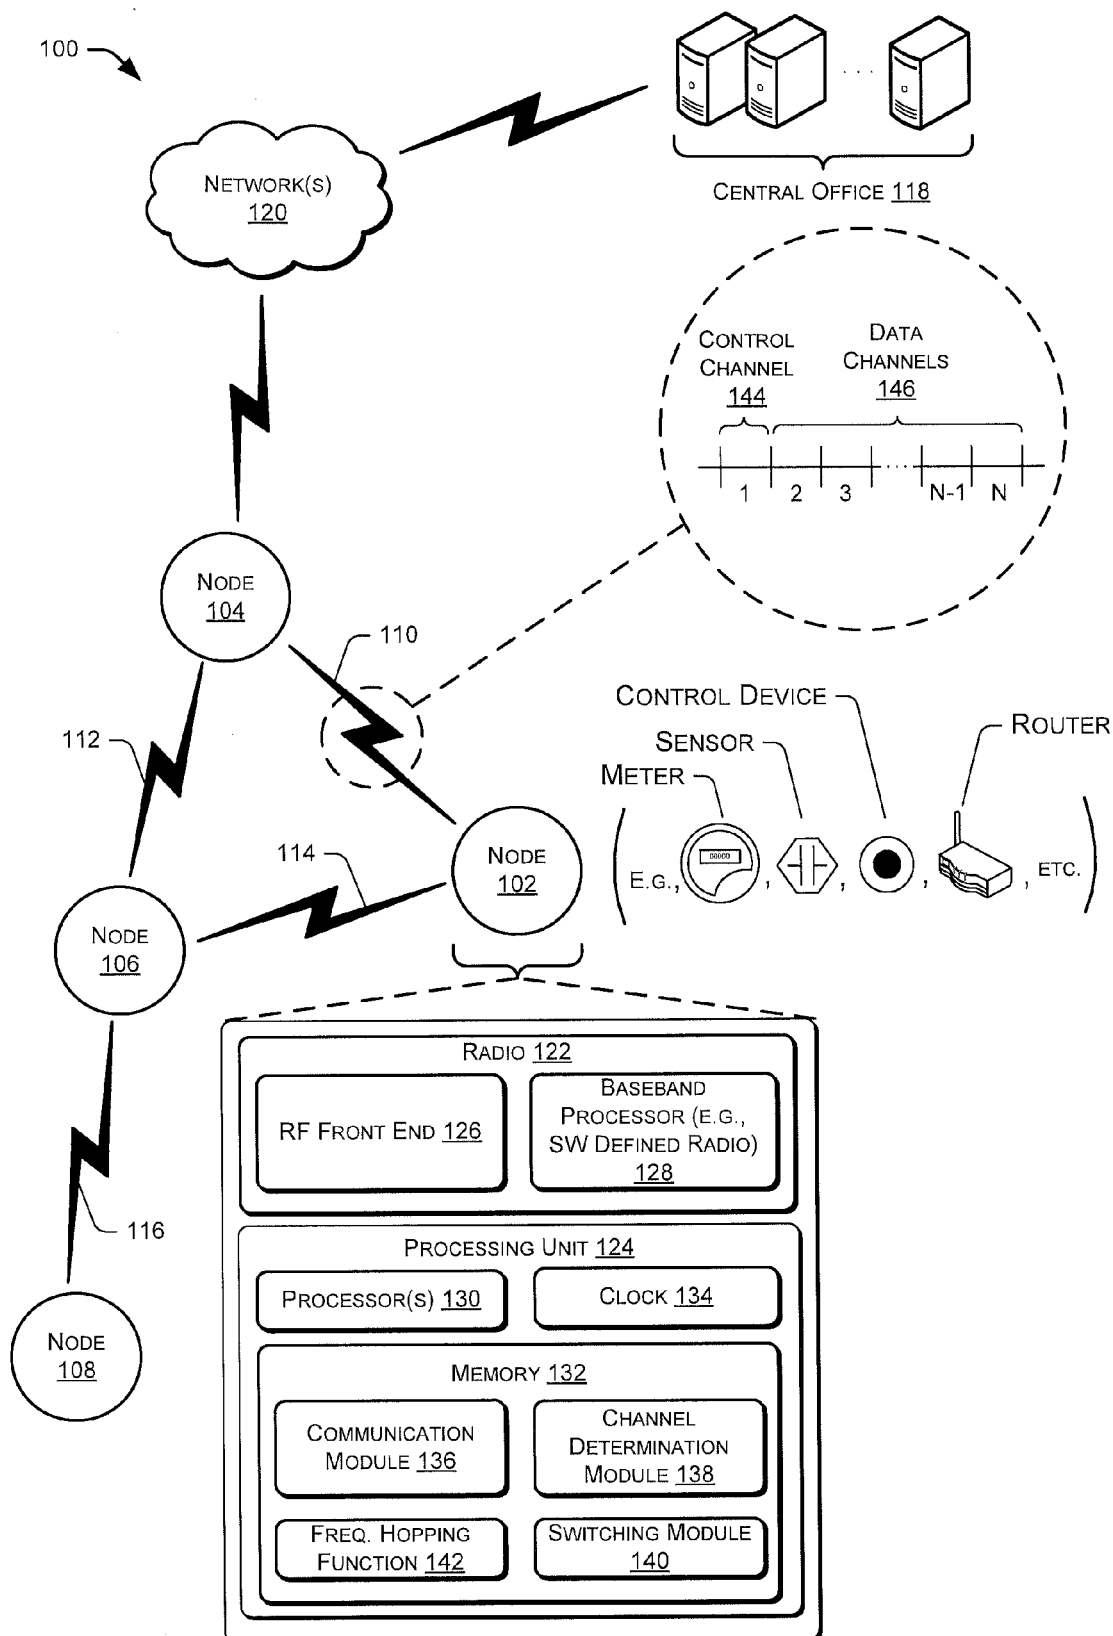 100
NETWORK(S)
120
CENTRAL OFFICE 118
CONTROL
CHANNEL
144
DATA
CHANNELS
146
1 2 3 ... N-1 N
NODE
104
110
112
CONTROL DEVICE
SENSOR
METER
ROUTER
114
NODE
102
E.G., 00000 , , , , ETC.
NODE
106
116
NODE
108
RADIO 122
RF FRONT END 126
BASEBAND
PROCESSOR (E.G.,
SW DEFINED RADIO)
128
PROCESSING UNIT 124
PROCESSOR(S) 130
CLOCK 134
MEMORY 132
COMMUNICATION
MODULE 136
CHANNEL
DETERMINATION
MODULE 138
FREQ. HOPPING
FUNCTION 142
SWITCHING MODULE
140